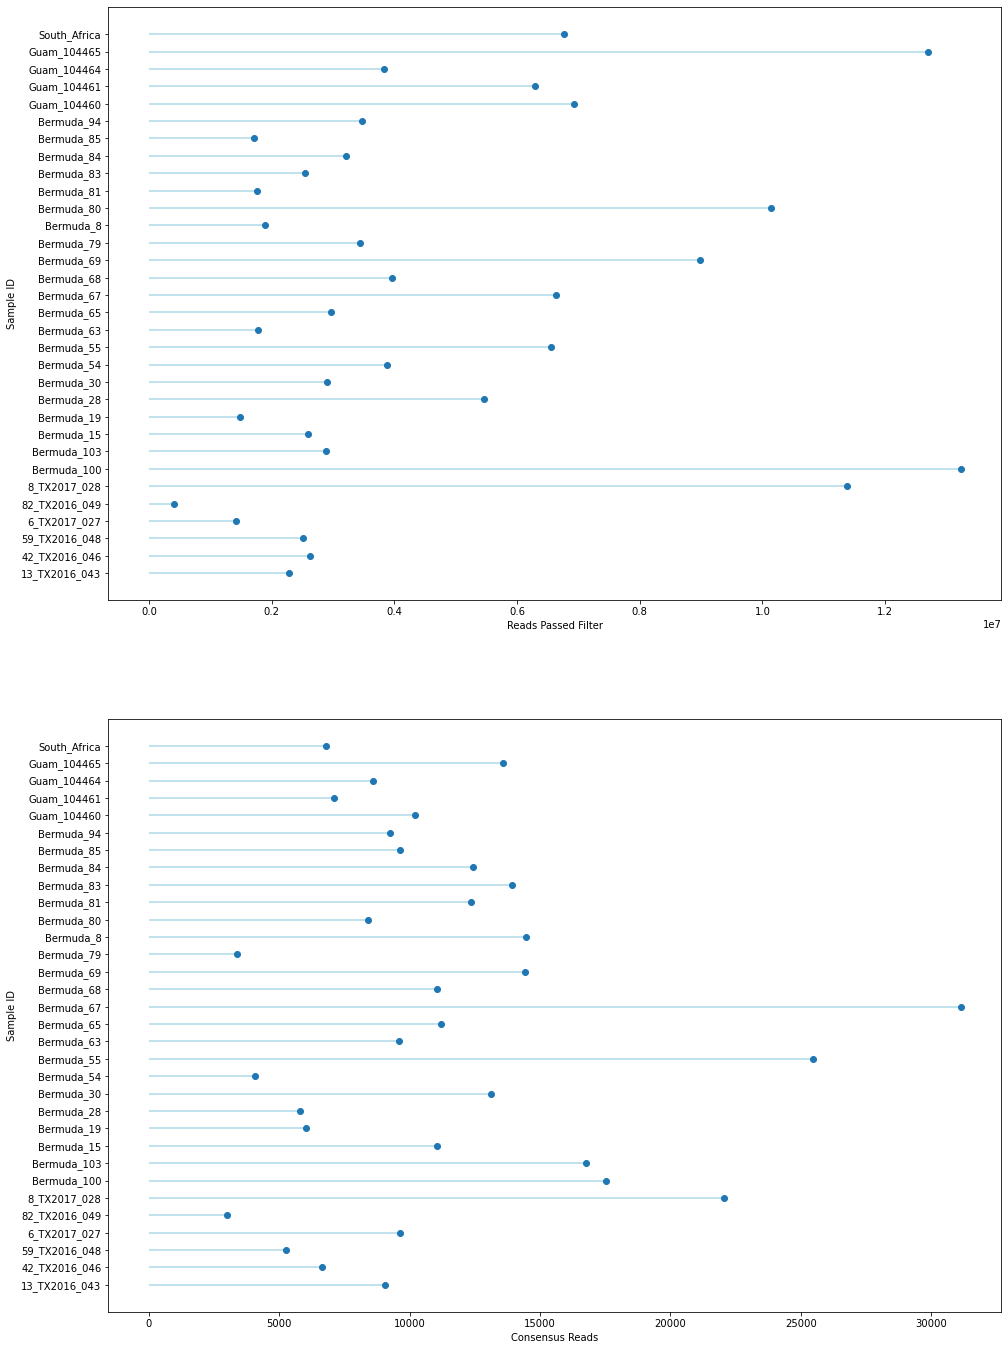 South_Africa
Guam_104465
Guam_104464
Guam_104461
Guam_104460
Bermuda_94
Bermuda_85
Bermuda_84
Bermuda_83
Bermuda_81
Bermuda_80
Bermuda_8
Bermuda_79
Bermuda_69
Bermuda_68
Bermuda_67
Bermuda_65
Bermuda_63
Bermuda_55
Bermuda_54
Bermuda_30
Bermuda_28
Bermuda_19
Bermuda_15
Bermuda_103
Bermuda_100
8_TX2017_028
82_TX2016_049
6_TX2017_027
59_TX2016_048
42_TX2016_046
13_TX2016_043
Sample ID
0.0 0.2 0.4 0.6 0.8 1.0 1.2
Reads Passed Filter
1e7
South_Africa
Guam_104465
Guam_104464
Guam_104461
Guam_104460
Bermuda_94
Bermuda_85
Bermuda_84
Bermuda_83
Bermuda_81
Bermuda_80
Bermuda_8
Bermuda_79
Bermuda_69
Bermuda_68
Bermuda_67
Bermuda_65
Bermuda_63
Bermuda_55
Bermuda_54
Bermuda_30
Bermuda_28
Bermuda_19
Bermuda_15
Bermuda_103
Bermuda_100
8_TX2017_028
82_TX2016_049
6_TX2017_027
59_TX2016_048
42_TX2016_046
13_TX2016_043
Sample ID
0 5000 10000 15000 20000 25000 30000
Consensus Reads